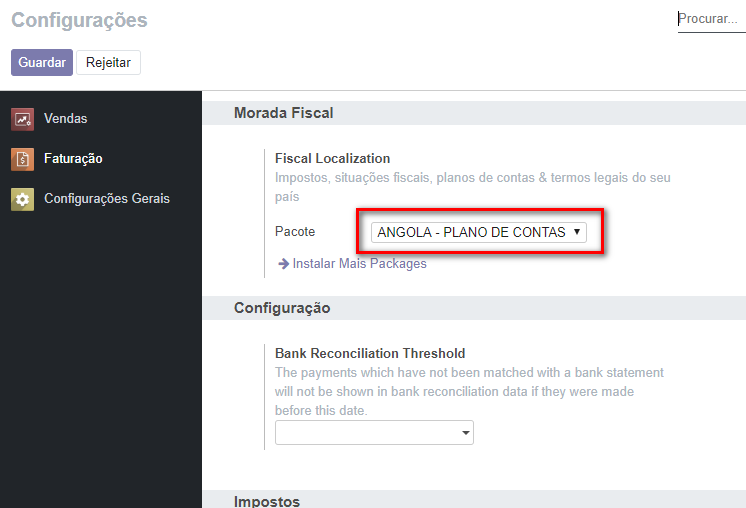 Configurações
Procurar...
Guardar
Rejeitar
Vendas
Faturação
Configurações Gerais
Morada Fiscal
Fiscal Localization
Impostos, situações fiscais, planos de contas & termos legais do seu
país
Pacote
ANGOLA - PLANO DE CONTAS
Instalar Mais Packages
Configuração
Bank Reconciliation Threshold
The payments which have not been matched with a bank statement
will not be shown in bank reconciliation data if they were made
before this date.
Impostos